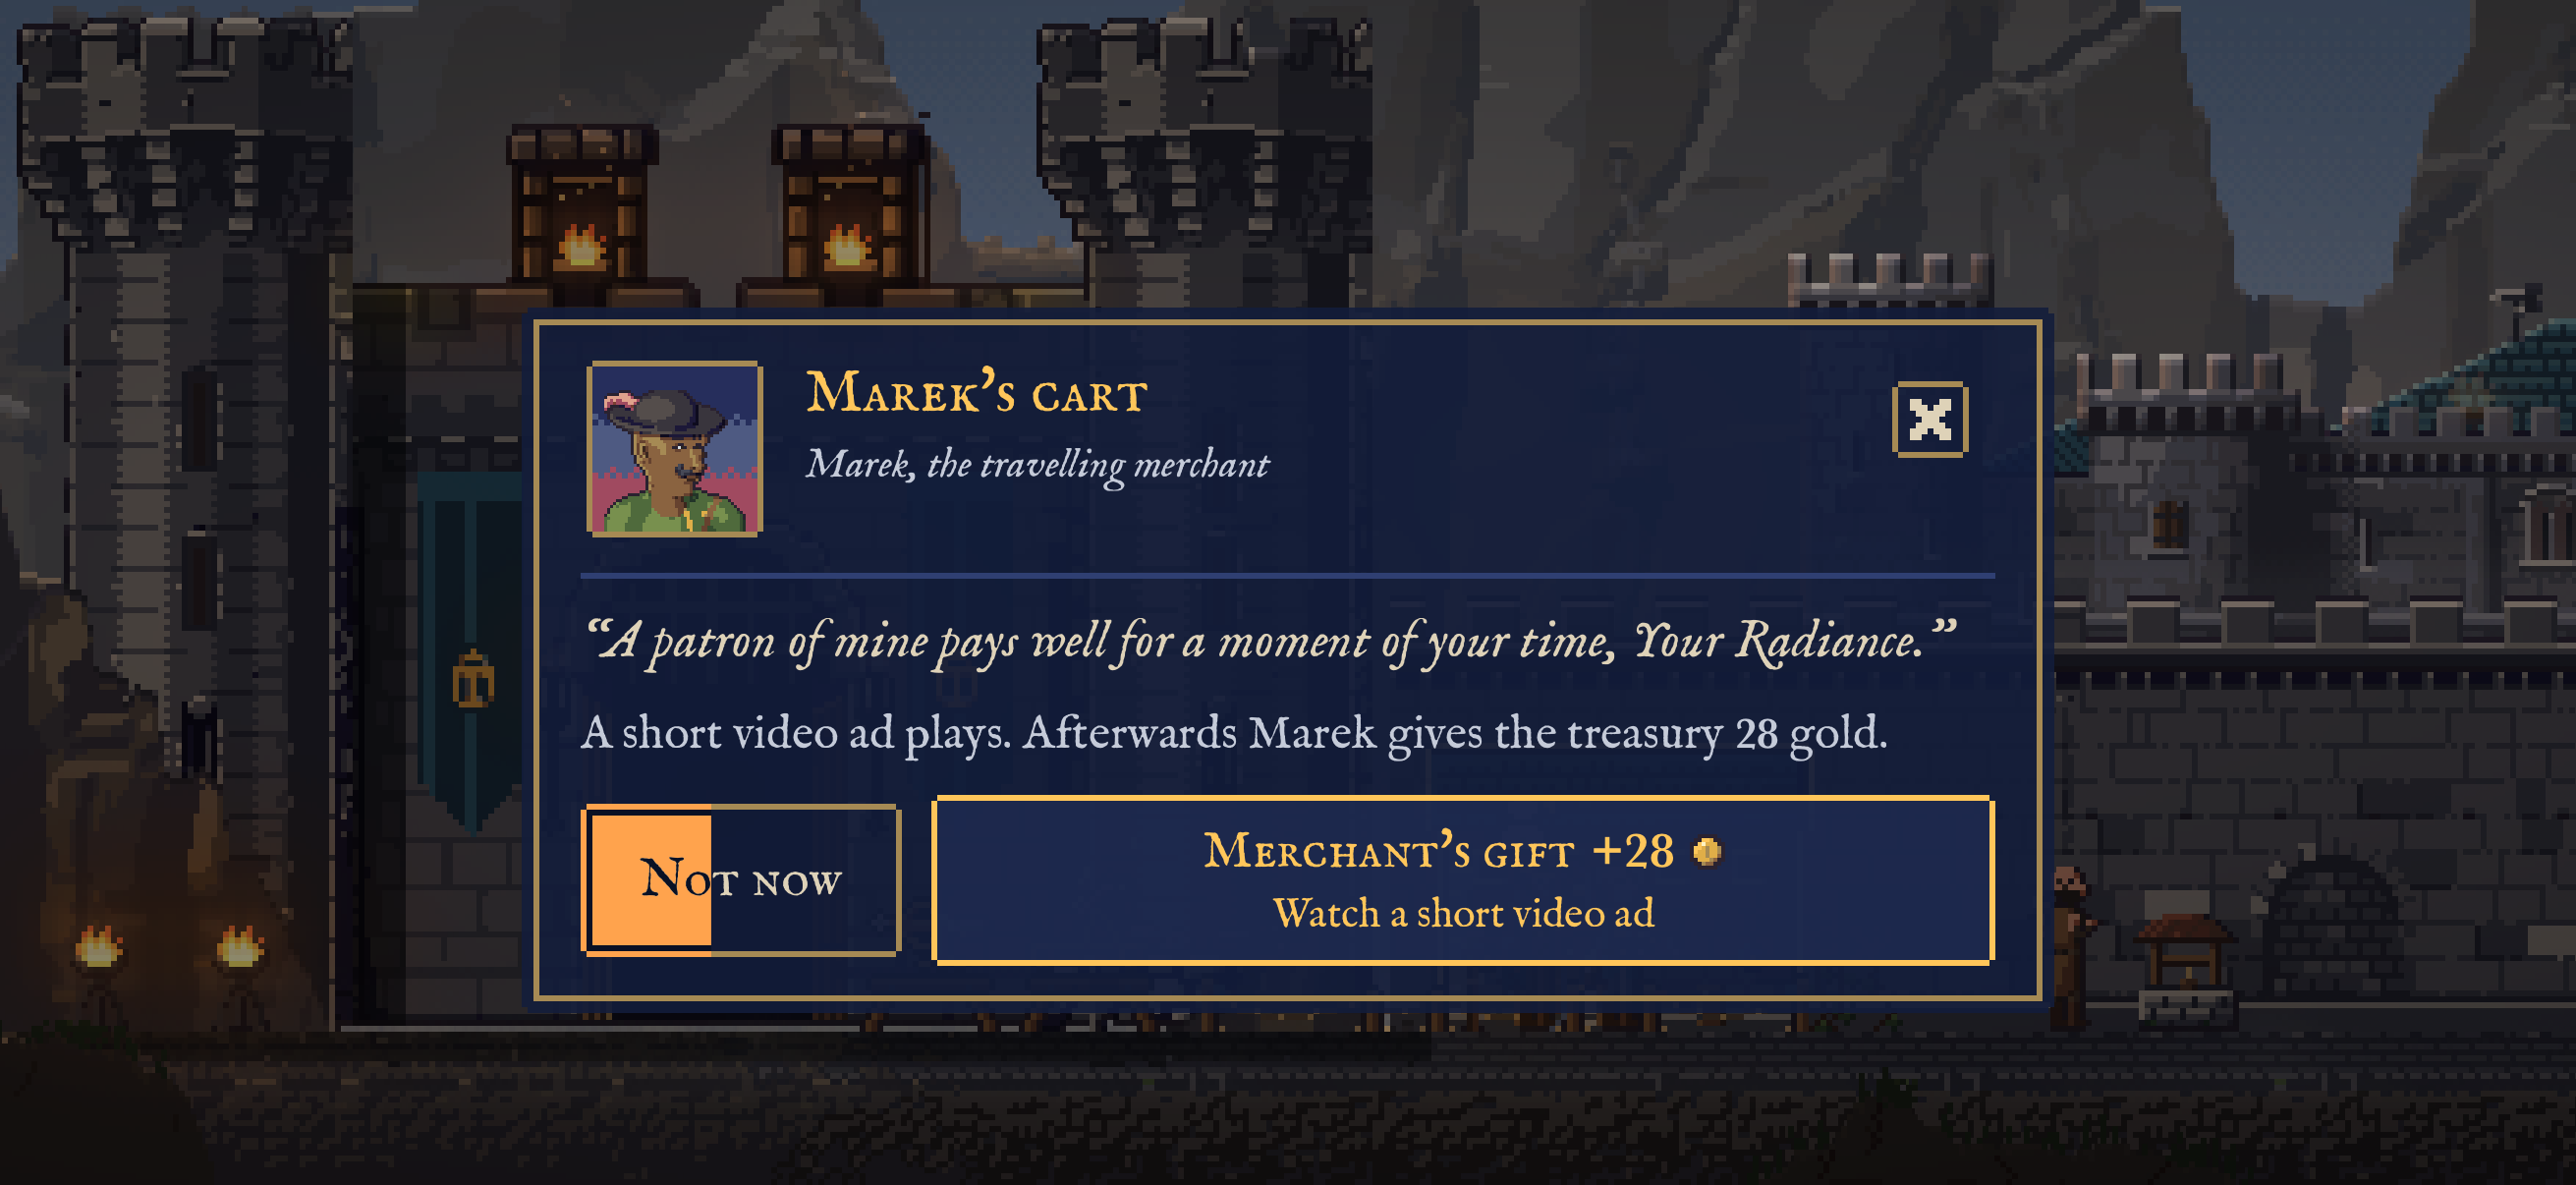 Marek's cart
Marek, the travelling merchant
“A patron of mine pays well for a moment of your time, Your Radiance.”
A short video ad plays. Afterwards Marek gives the treasury 28 gold.
Not now
Merchant's gift +28
Watch a short video ad